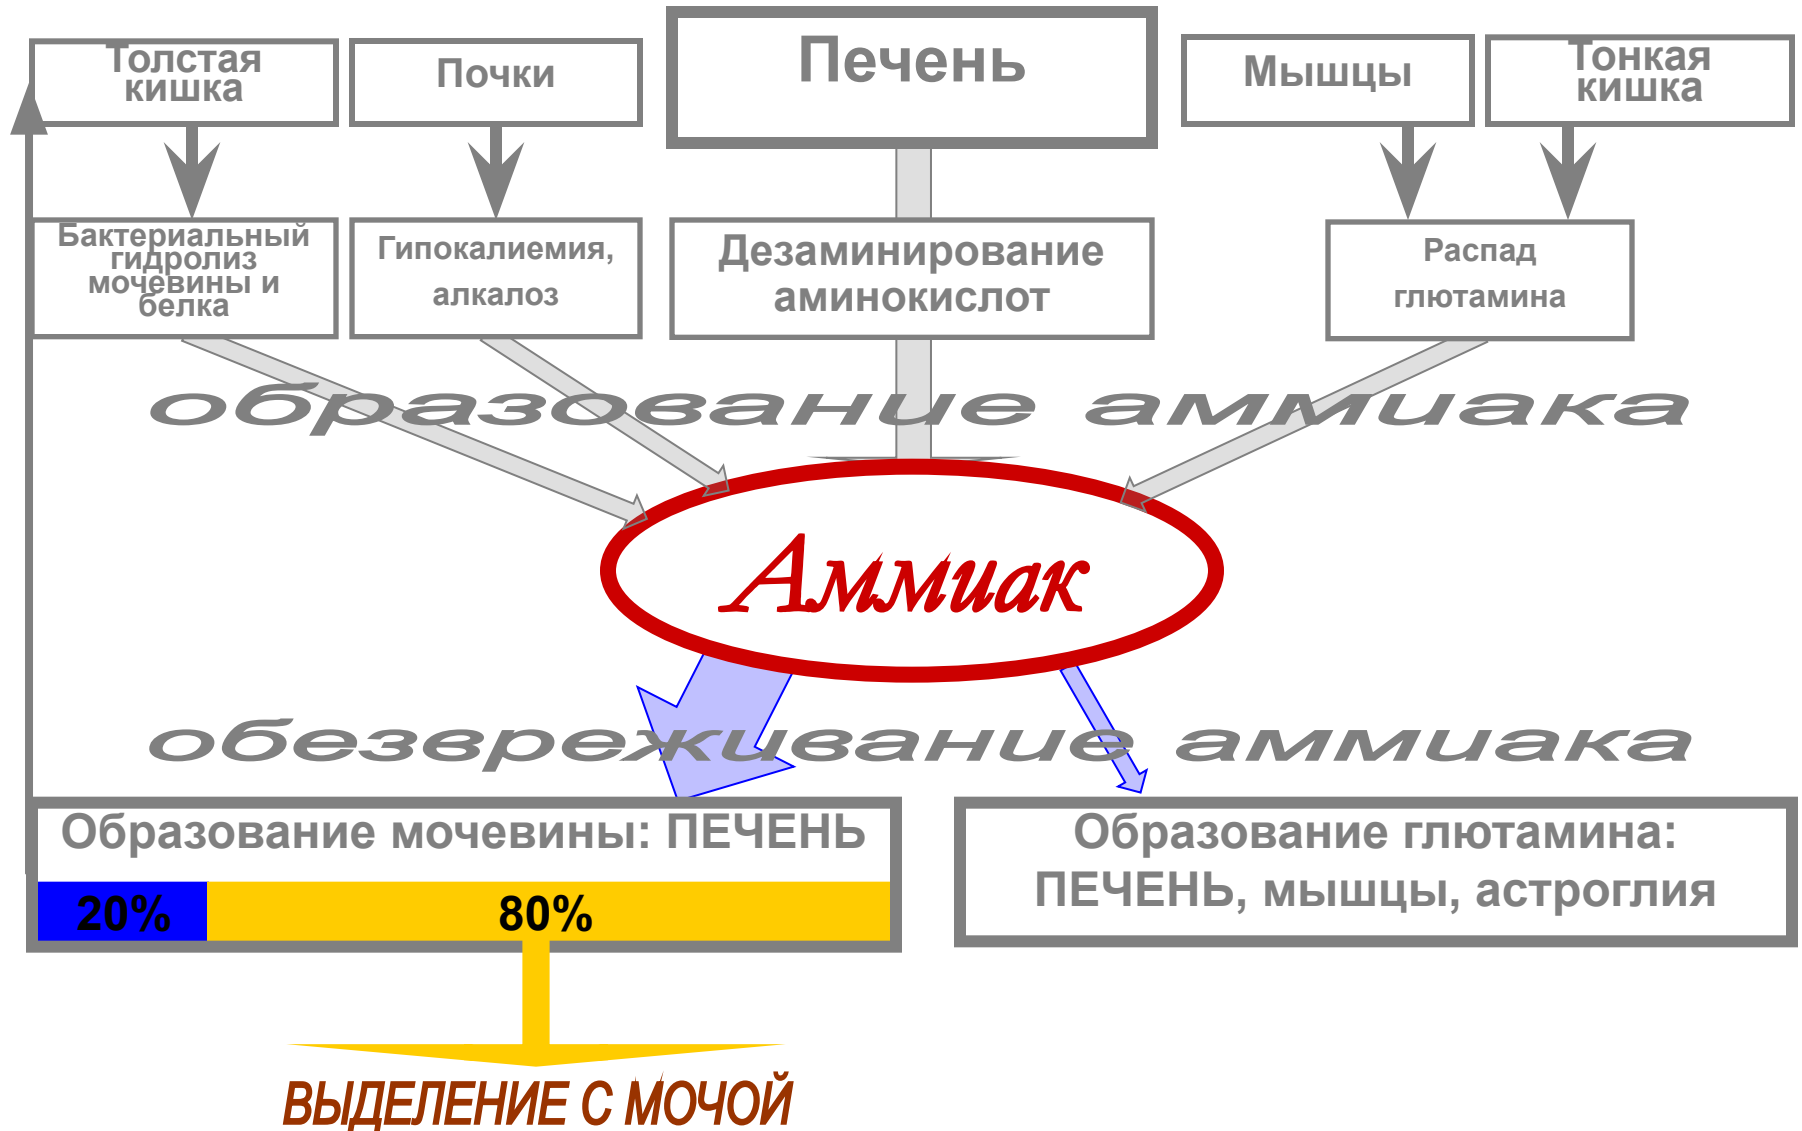 Толстая
кишка
Почки
Печень
Мышцы
Тонкая
кишка
Бактериальный
гидролиз
мочевины и
белка
Гипокалиемия,
алкалоз
Дезаминирование
аминокислот
Распад
глютамина
образование аммиака
Аммиак
обезвреживание аммиака
Образование мочевины: ПЕЧЕНЬ
20%
80%
Образование глютамина:
ПЕЧЕНЬ, мышцы, астроглия
ВЫДЕЛЕНИЕ С МОЧОЙ